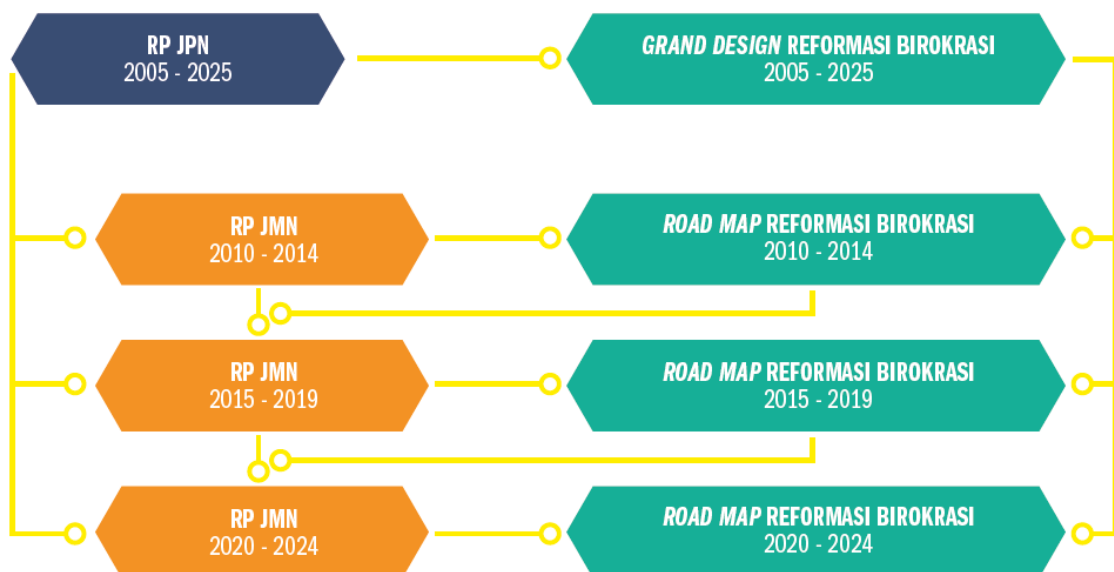 RP JPN
2005 - 2025
GRAND DESIGN REFORMASI BIROKRASI
2005 - 2025
RP JMN
2010 - 2014
ROAD MAP REFORMASI BIROKRASI
2010 - 2014
RP JMN
2015 - 2019
ROAD MAP REFORMASI BIROKRASI
2015 - 2019
RP JMN
2020 - 2024
ROAD MAP REFORMASI BIROKRASI
2020 - 2024